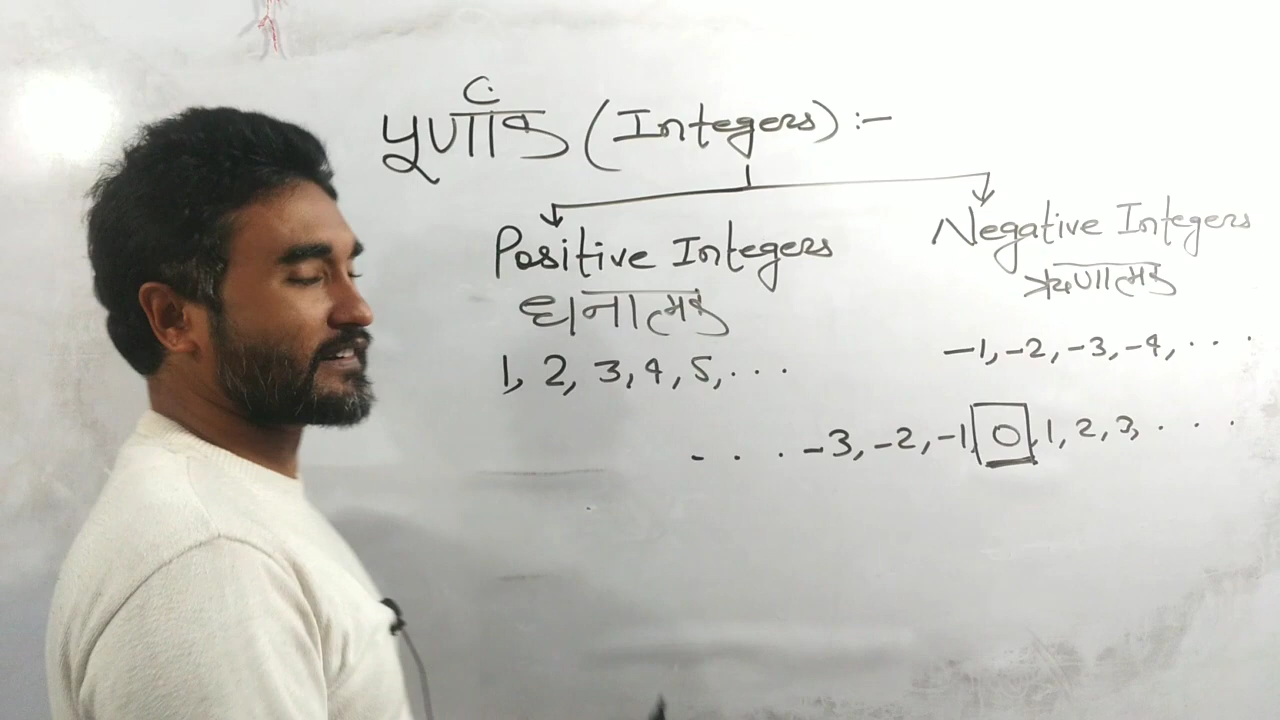 पूर्णांक (Integers) :-
Positive Integers
धनात्मक
1, 2, 3, 4, 5, . . .
Negative Integers
ऋणात्मक
-1, -2, -3, -4, . . .
. . . -3, -2, -1, 0, 1, 2, 3, . . .